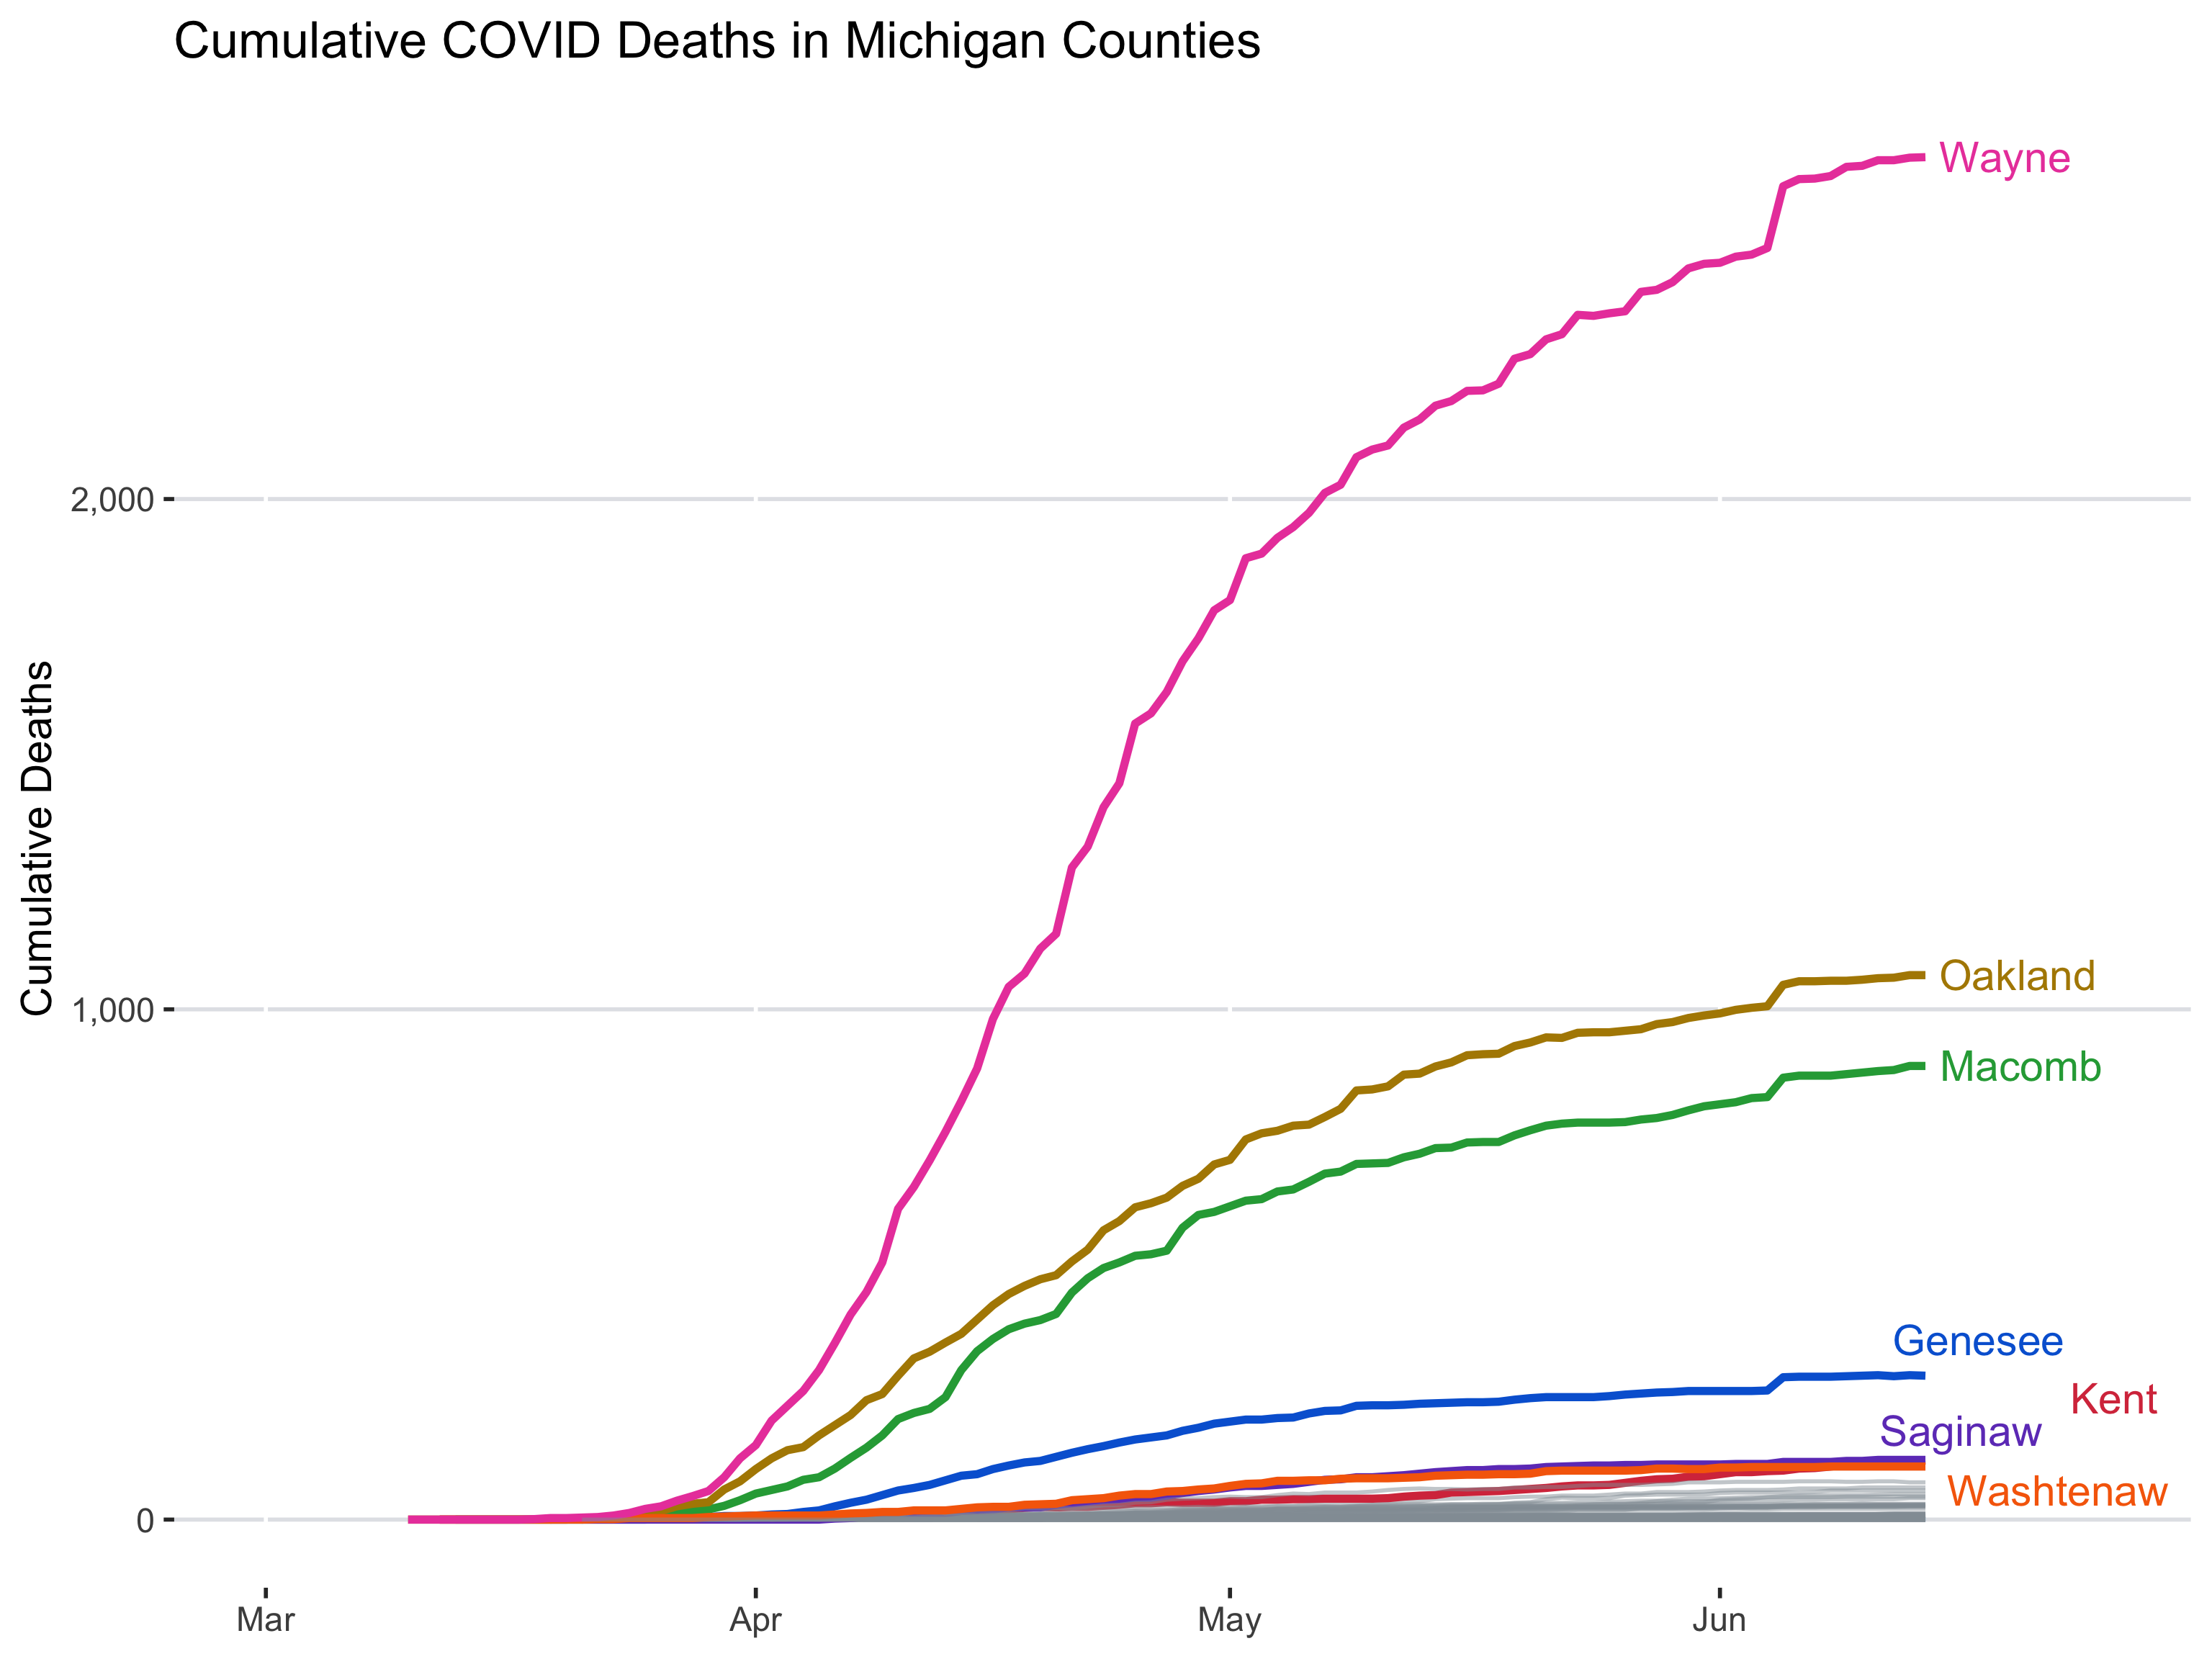 Cumulative COVID Deaths in Michigan Counties
Cumulative Deaths
2,000
1,000
0
Mar
Apr
May
Jun
Wayne
Oakland
Macomb
Genesee
Kent
Saginaw
Washtenaw